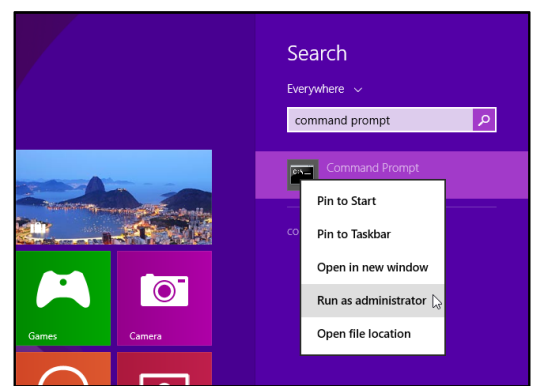 Search
Everywhere
command prompt
Command Prompt
Pin to Start
Pin to Taskbar
co
Open in new window
Run as administrator
Open file location
Games
Camera